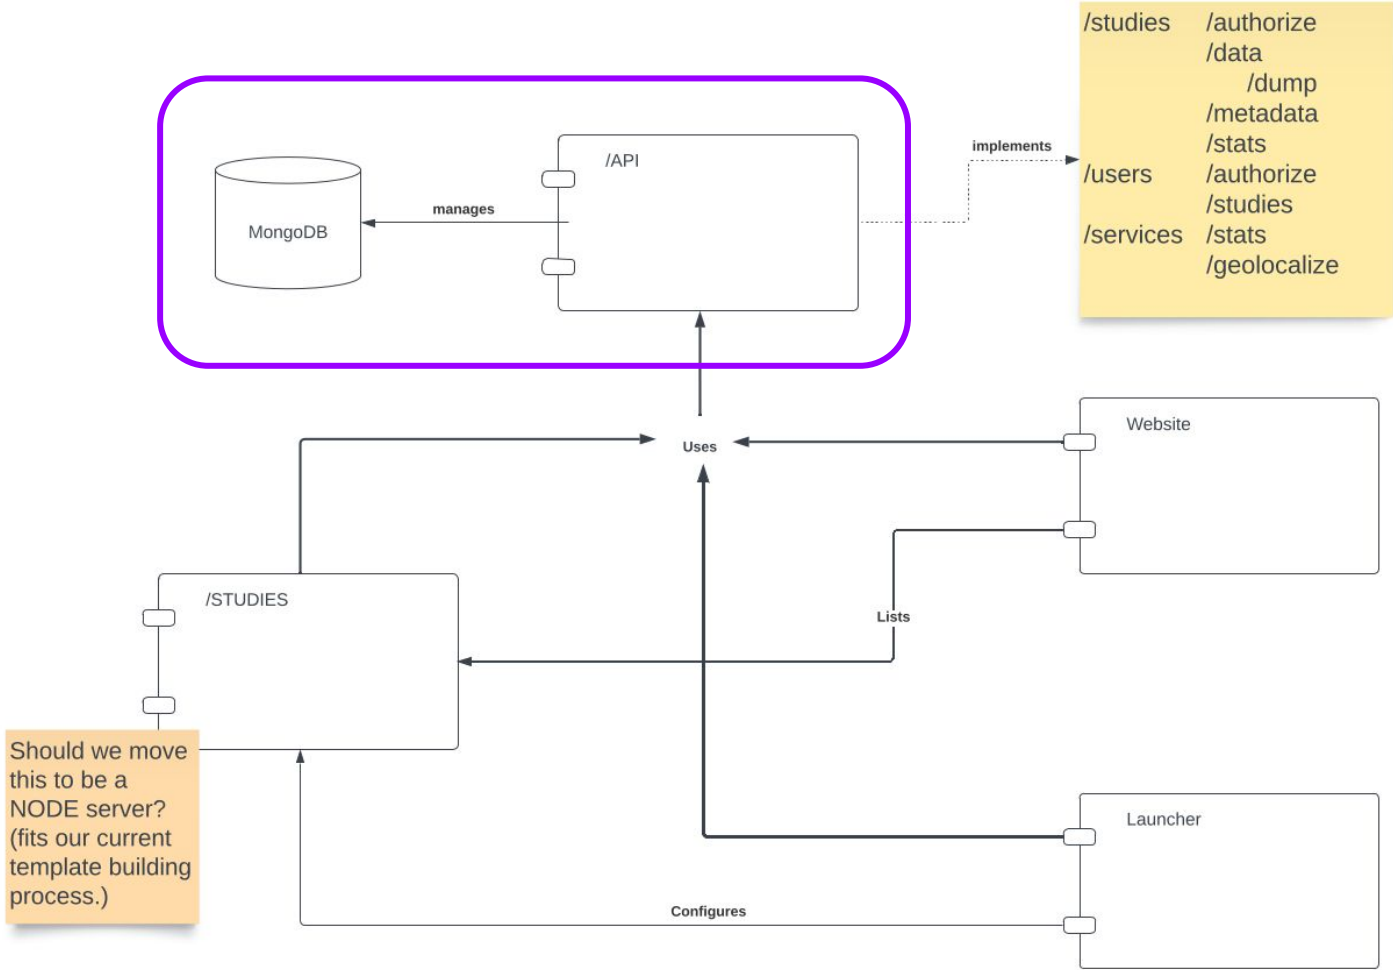 /studies /authorize
/data
/dump
/metadata
/stats
/users /authorize
/studies
/services /stats
/geolocalize
/API
implements
manages
MongoDB
Website
Uses
/STUDIES
Lists
Should we move
this to be a
NODE server?
(fits our current
template building
process.)
Launcher
Configures